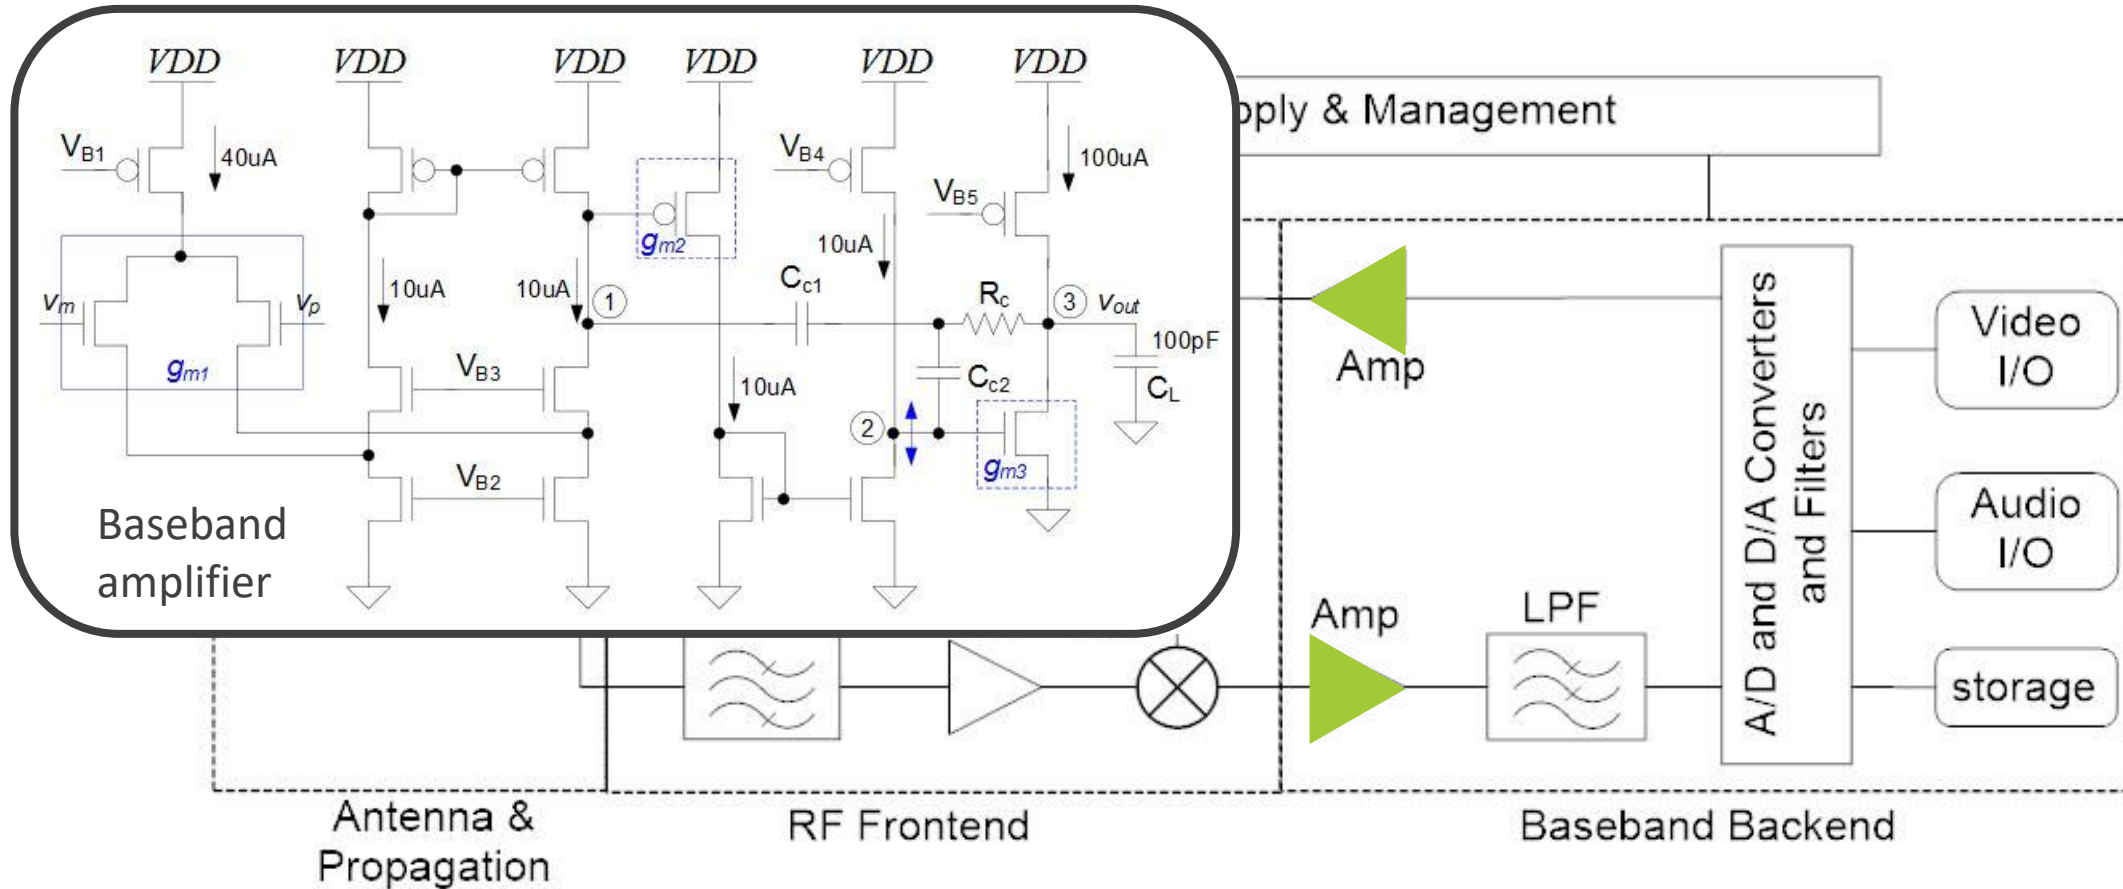 VDD VDD VDD VDD VDD VDD
pply & Management
VB1 40uA VB4 100uA
VB5
gm2
10uA
vm vp 10uA 10uA 1 Cc1 Rc 3 vout
100pF
gm1 VB3 10uA Cc2 CL
2
gm3
VB2
Baseband
amplifier
Amp
Amp
LPF
A/D and D/A Converters
and Filters
Video
I/O
Audio
I/O
storage
Antenna &
Propagation
RF Frontend
Baseband Backend